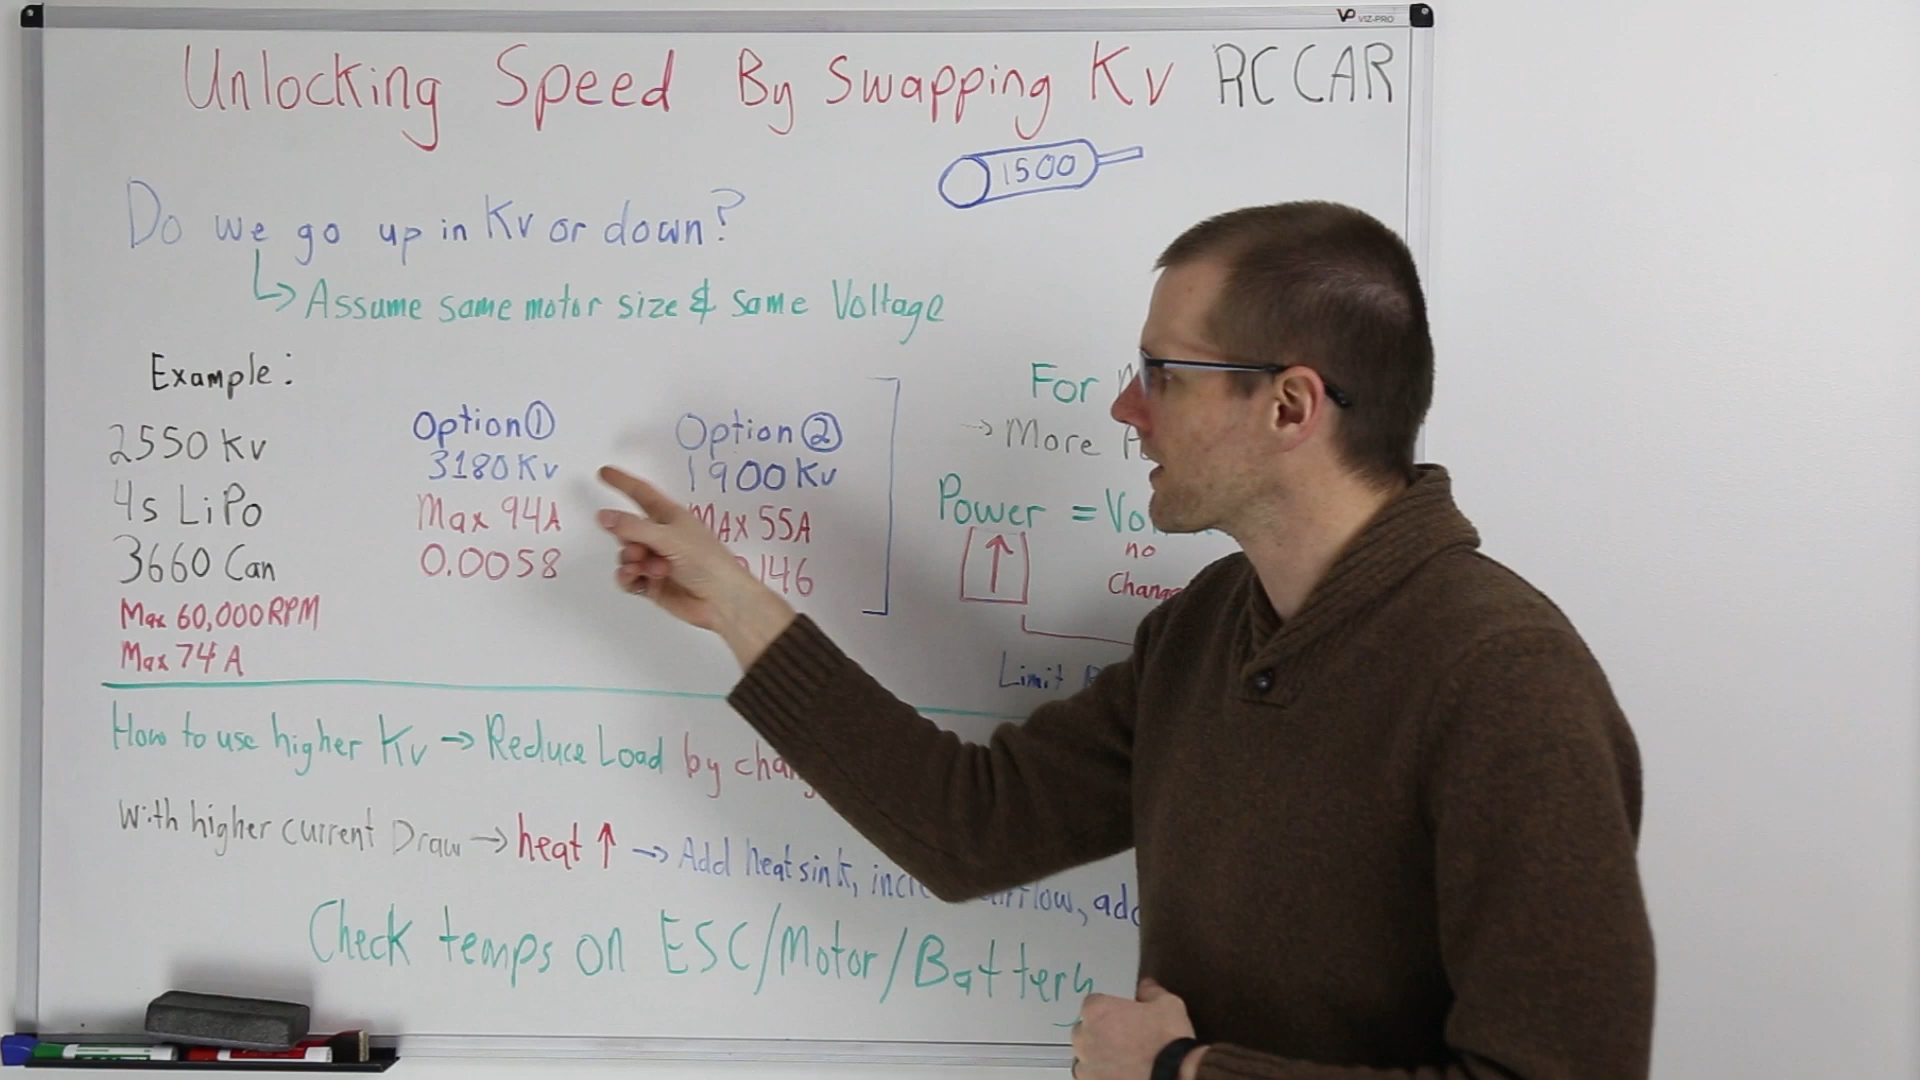 VP VIZ-PRO
Unlocking Speed By Swapping Kv RC CAR
1500
Do we go up in Kv or down?
Assume same motor size & same Voltage
Example:
2550 Kv
4s LiPo
3660 Can
Max 60,000 RPM
Max 74 A
Option ①
3180 Kv
Max 94A
0.0058
Option ②
1900 Kv
MAX 55A
For
→ More
Power =
↑
no
Limit
How to use higher Kv → Reduce Load by
With higher current Draw → heat ↑ → Add heat sink,
Check temps on ESC/Motor/Battery